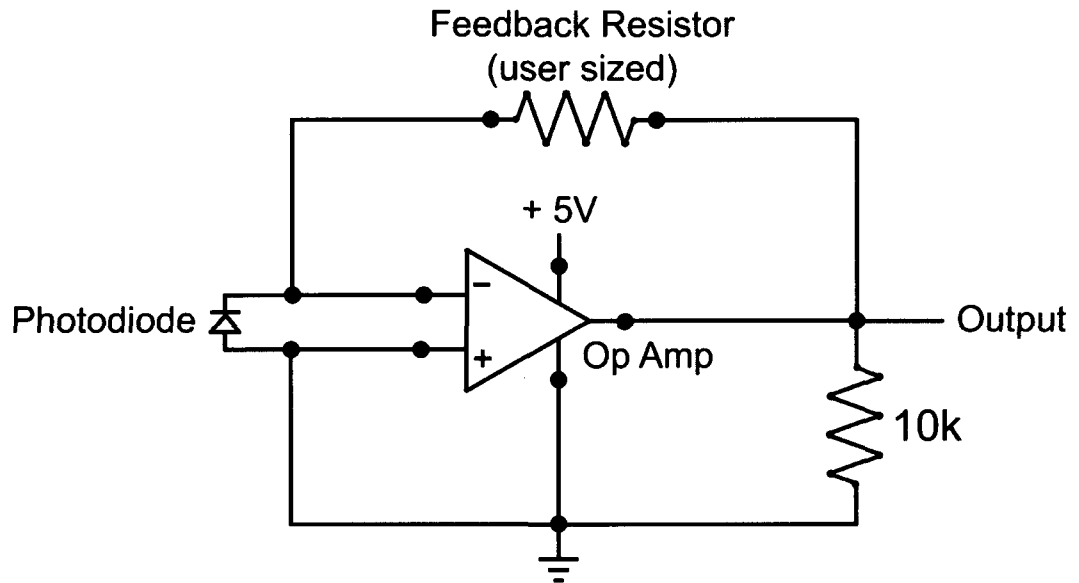 Feedback Resistor
(user sized)
+ 5V
Photodiode
−
+
Op Amp
Output
10k